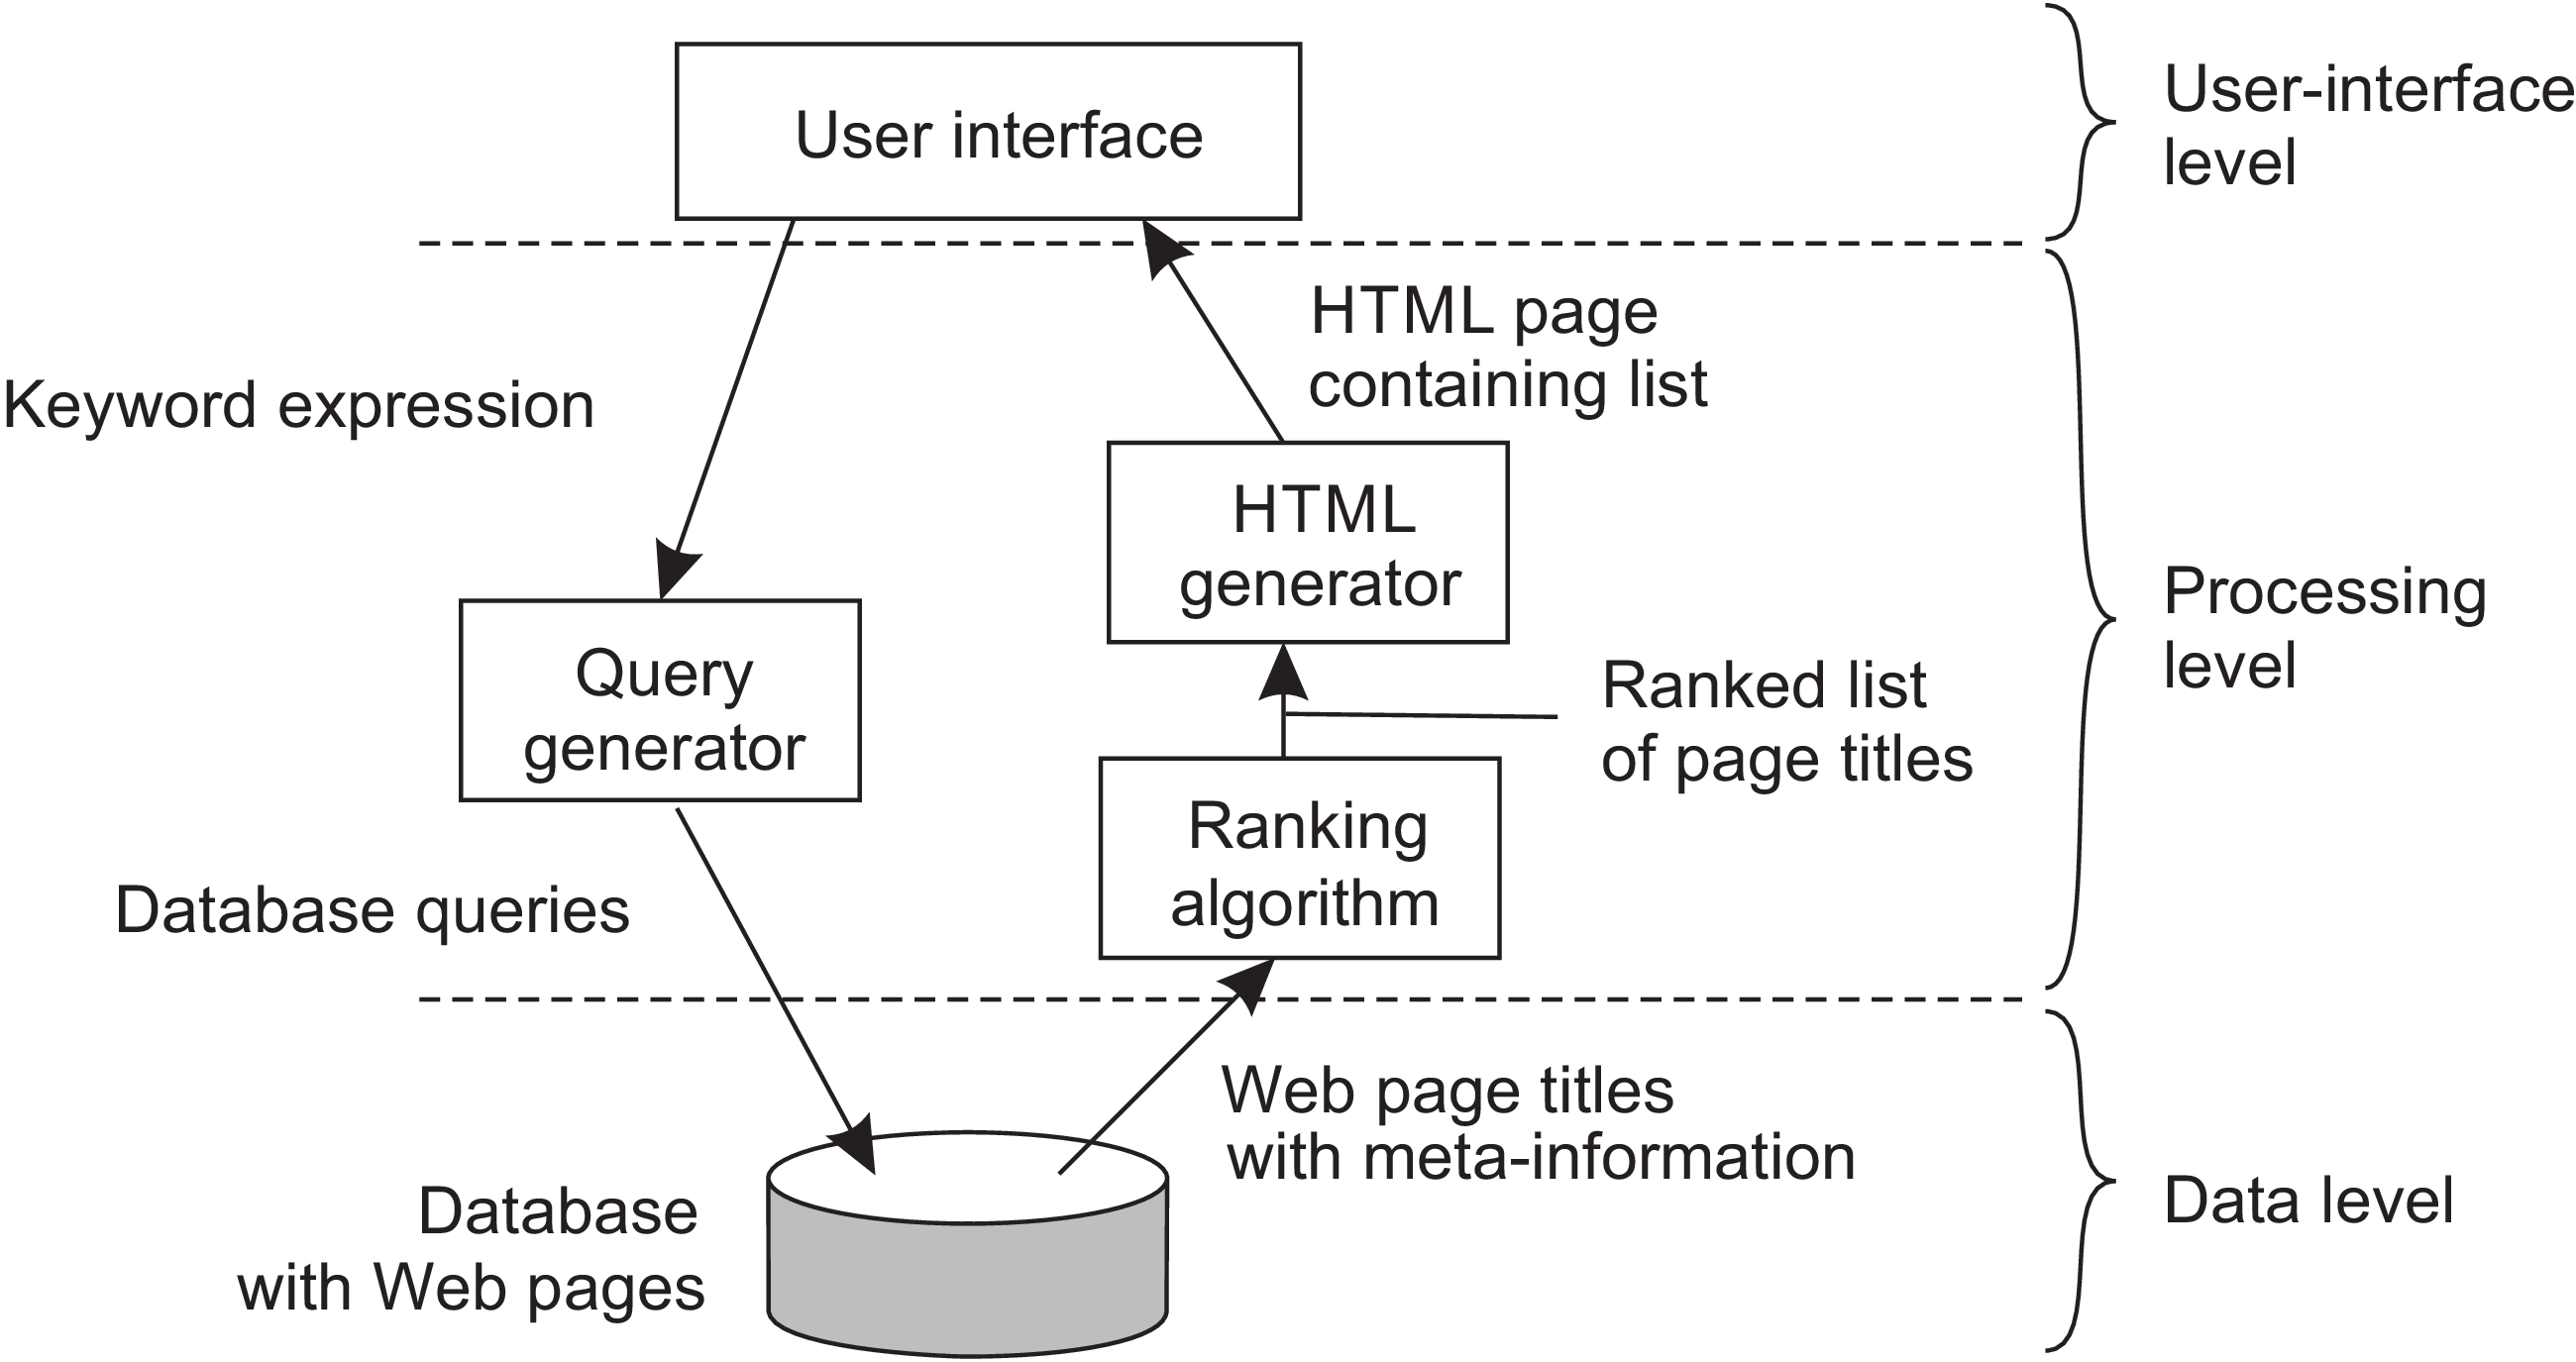 User interface
User-interface
level
HTML page
containing list
Keyword expression
HTML
generator
Processing
level
Query
generator
Ranked list
of page titles
Ranking
algorithm
Database queries
Web page titles
with meta-information
Database
with Web pages
Data level